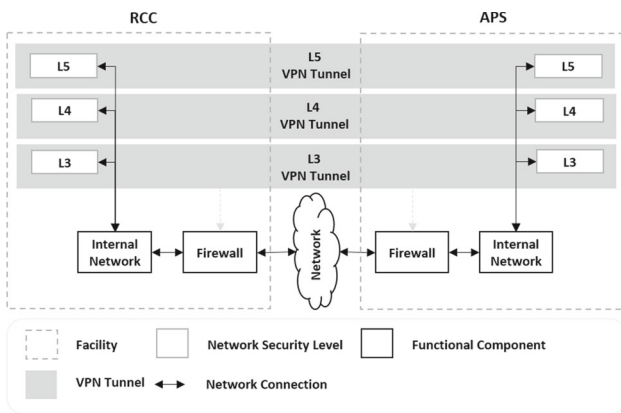 RCC
APS
L5
L5
VPN Tunnel
L5
L4
L4
VPN Tunnel
L4
L3
L3
VPN Tunnel
L3
Internal
Network
Firewall
Network
Firewall
Internal
Network
Facility
Network Security Level
Functional Component
VPN Tunnel
Network Connection